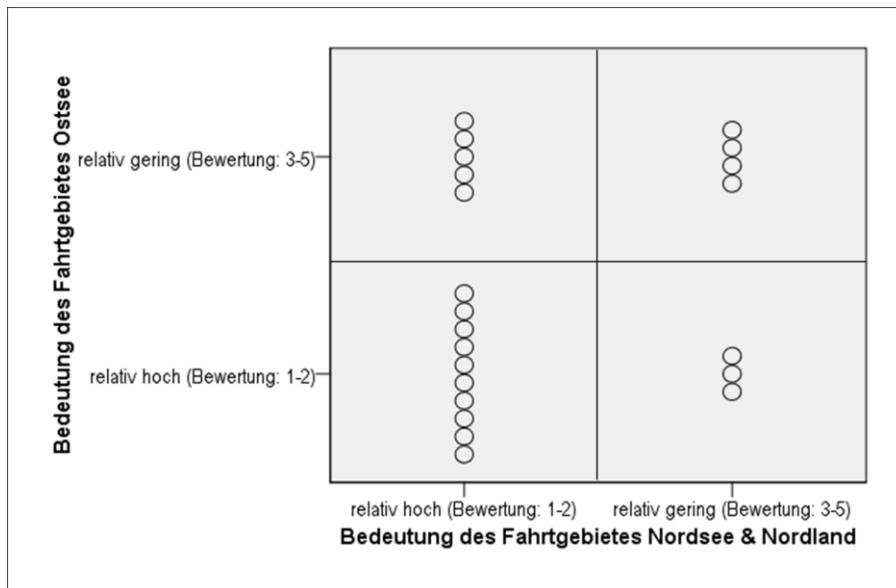 Bedeutung des Fahrtgebietes Ostsee
relativ gering (Bewertung: 3-5)
relativ hoch (Bewertung: 1-2)
relativ hoch (Bewertung: 1-2)
relativ gering (Bewertung: 3-5)
Bedeutung des Fahrtgebietes Nordsee & Nordland